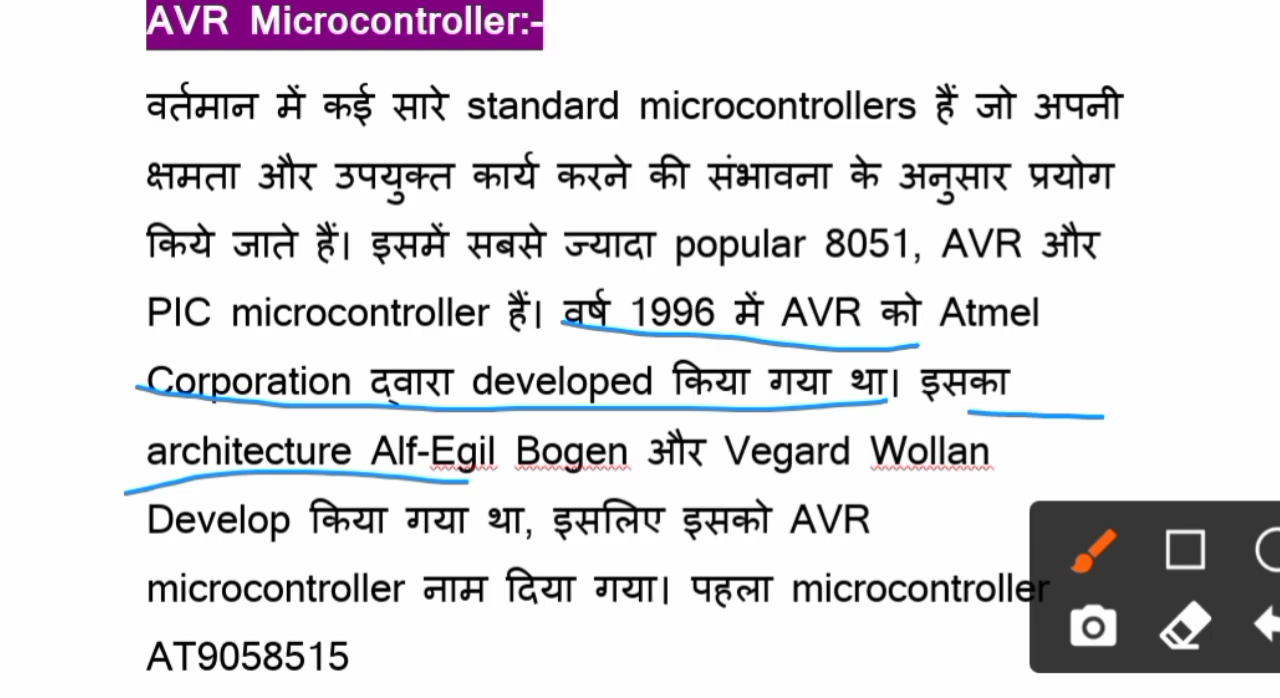 AVR Microcontroller:-
वर्तमान में कई सारे standard microcontrollers हैं जो अपनी
क्षमता और उपयुक्त कार्य करने की संभावना के अनुसार प्रयोग
किये जाते हैं। इसमें सबसे ज्यादा popular 8051, AVR और
PIC microcontroller हैं। वर्ष 1996 में AVR को Atmel
Corporation द्वारा developed किया गया था। इसका
architecture Alf-Egil Bogen और Vegard Wollan
Develop किया गया था, इसलिए इसको AVR
microcontroller नाम दिया गया। पहला microcontroller
AT9058515